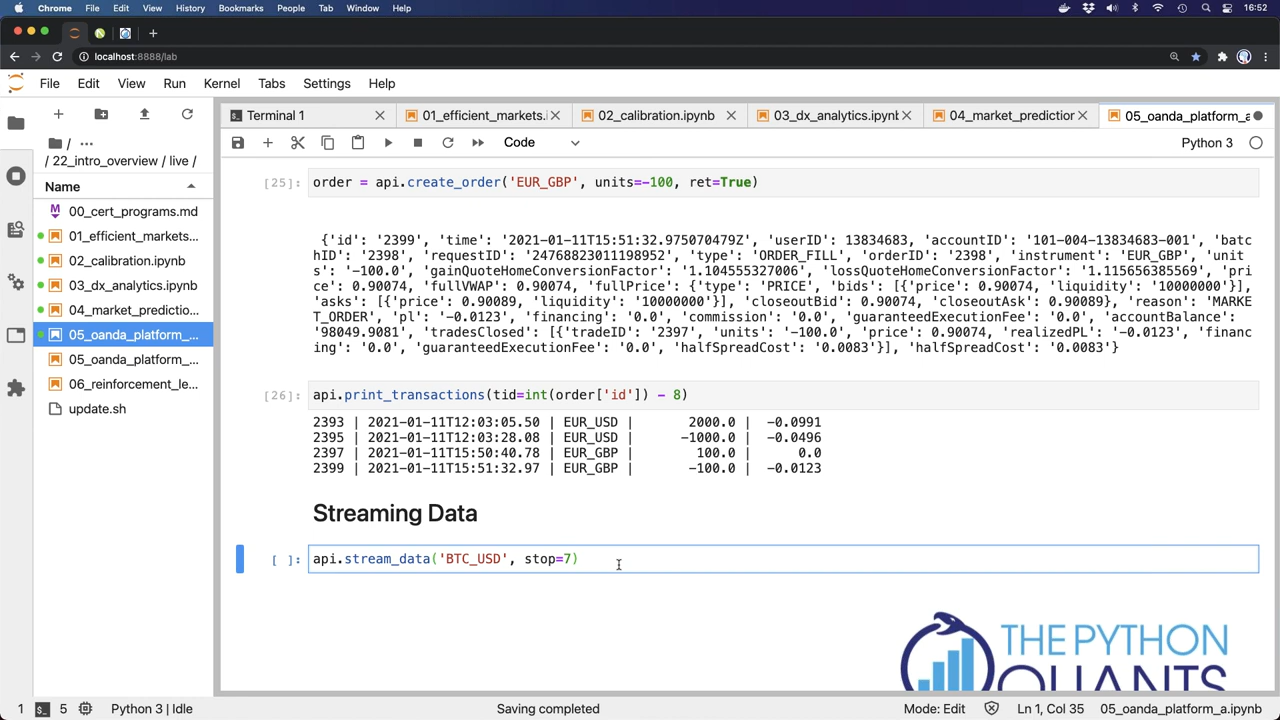 Chrome File Edit View History Bookmarks People Tab Window Help 16:52
localhost:8888/lab
File Edit View Run Kernel Tabs Settings Help
Terminal 1 01_efficient_markets. 02_calibration.ipynb 03_dx_analytics.ipynb 04_market_prediction 05_oanda_platform_a
Code Python 3
/ ...
/ 22_intro_overview / live /
Name
00_cert_programs.md
01_efficient_markets...
02_calibration.ipynb
03_dx_analytics.ipynb
04_market_predictio...
05_oanda_platform_...
05_oanda_platform_...
06_reinforcement_le...
update.sh
[25]: order = api.create_order('EUR_GBP', units=-100, ret=True)
{'id': '2399', 'time': '2021-01-11T15:51:32.975070479Z', 'userID': 13834683, 'accountID': '101-004-13834683-001', 'batc
hID': '2398', 'requestID': '24768823011198952', 'type': 'ORDER_FILL', 'orderID': '2398', 'instrument': 'EUR_GBP', 'unit
s': '-100.0', 'gainQuoteHomeConversionFactor': '1.104555327006', 'lossQuoteHomeConversionFactor': '1.115656385569', 'pri
ce': 0.90074, 'fullVWAP': 0.90074, 'fullPrice': {'type': 'PRICE', 'bids': [{'price': 0.90074, 'liquidity': '10000000'}],
'asks': [{'price': 0.90089, 'liquidity': '10000000'}], 'closeoutBid': 0.90074, 'closeoutAsk': 0.90089}, 'reason': 'MARKE
T_ORDER', 'pl': '-0.0123', 'financing': '0.0', 'commission': '0.0', 'guaranteedExecutionFee': '0.0', 'accountBalance':
'98049.9081', 'tradesClosed': [{'tradeID': '2397', 'units': '-100.0', 'price': 0.90074, 'realizedPL': '-0.0123', 'financ
ing': '0.0', 'guaranteedExecutionFee': '0.0', 'halfSpreadCost': '0.0083'}], 'halfSpreadCost': '0.0083'}
[26]: api.print_transactions(tid=int(order['id']) - 8)
2393 | 2021-01-11T12:03:05.50 | EUR_USD | 2000.0 | -0.0991
2395 | 2021-01-11T12:03:28.08 | EUR_USD | -1000.0 | -0.0496
2397 | 2021-01-11T15:50:40.78 | EUR_GBP | 100.0 | 0.0
2399 | 2021-01-11T15:51:32.97 | EUR_GBP | -100.0 | -0.0123
Streaming Data
[ ]: api.stream_data('BTC_USD', stop=7)
THE PYTHON
QUANTS
1 5 Python 3 | Idle Saving completed Mode: Edit Ln 1, Col 35 05_oanda_platform_a.ipynb